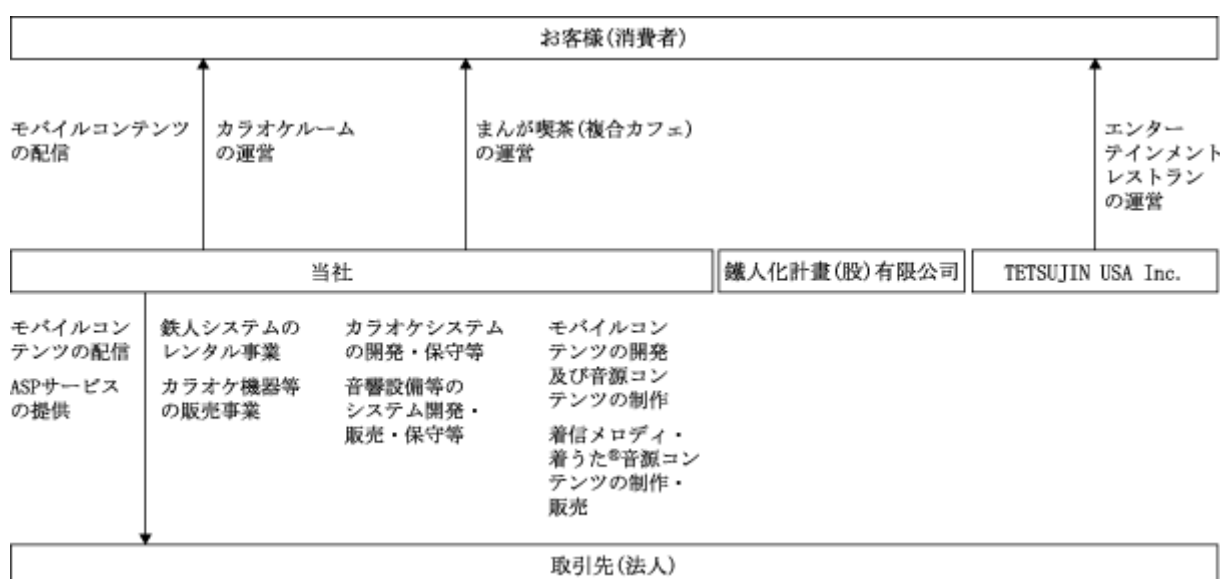 お客様(消費者)
モバイルコンテンツ
の配信
カラオケルーム
の運営
まんが喫茶(複合カフェ)
の運営
エンター
テインメント
レストラン
の運営
当社
鐵人化計畫(股)有限公司
TETSUJIN USA Inc.
モバイルコン
テンツの配信
ASPサービス
の提供
鉄人システムの
レンタル事業
カラオケ機器等
の販売事業
カラオケシステム
の開発・保守等
音響設備等の
システム開発・
販売・保守等
モバイルコン
テンツの開発
及び音源コン
テンツの制作
着信メロディ・
着うた®音源コン
テンツの制作・
販売
取引先(法人)